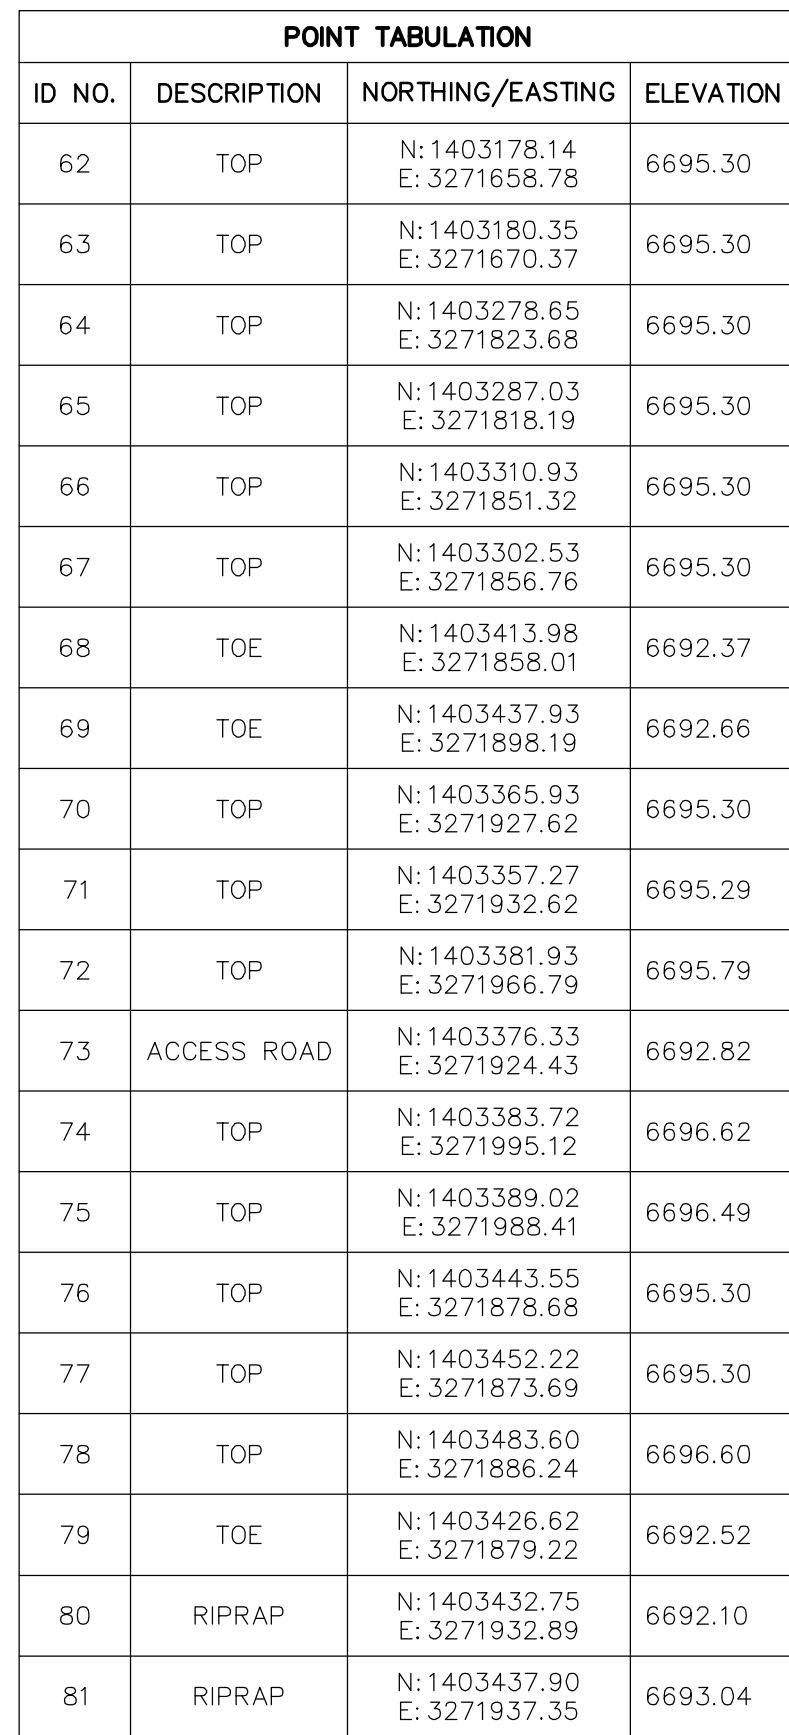 POINT TABULATION
ID NO. DESCRIPTION NORTHING/EASTING ELEVATION
62 TOP N: 1403178.14 E: 3271658.78 6695.30
63 TOP N: 1403180.35 E: 3271670.37 6695.30
64 TOP N: 1403278.65 E: 3271823.68 6695.30
65 TOP N: 1403287.03 E: 3271818.19 6695.30
66 TOP N: 1403310.93 E: 3271851.32 6695.30
67 TOP N: 1403302.53 E: 3271856.76 6695.30
68 TOE N: 1403413.98 E: 3271858.01 6692.37
69 TOE N: 1403437.93 E: 3271898.19 6692.66
70 TOP N: 1403365.93 E: 3271927.62 6695.30
71 TOP N: 1403357.27 E: 3271932.62 6695.29
72 TOP N: 1403381.93 E: 3271966.79 6695.79
73 ACCESS ROAD N: 1403376.33 E: 3271924.43 6692.82
74 TOP N: 1403383.72 E: 3271995.12 6696.62
75 TOP N: 1403389.02 E: 3271988.41 6696.49
76 TOP N: 1403443.55 E: 3271878.68 6695.30
77 TOP N: 1403452.22 E: 3271873.69 6695.30
78 TOP N: 1403483.60 E: 3271886.24 6696.60
79 TOE N: 1403426.62 E: 3271879.22 6692.52
80 RIPRAP N: 1403432.75 E: 3271932.89 6692.10
81 RIPRAP N: 1403437.90 E: 3271937.35 6693.04